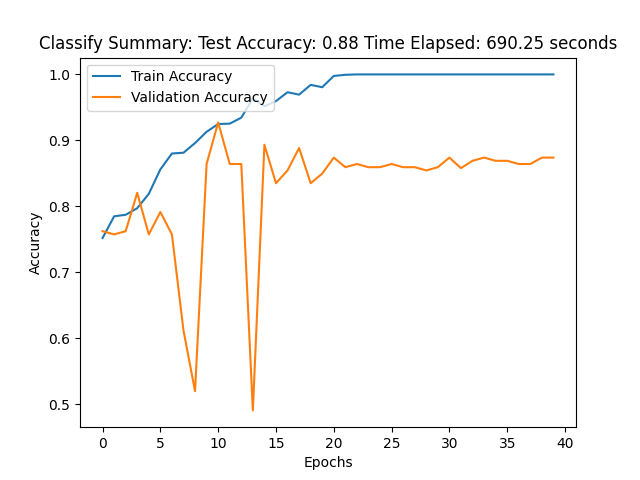 Classify Summary: Test Accuracy: 0.88 Time Elapsed: 690.25 seconds
Train Accuracy
Validation Accuracy
1.0
0.9
0.8
0.7
0.6
0.5
Accuracy
0 5 10 15 20 25 30 35 40
Epochs